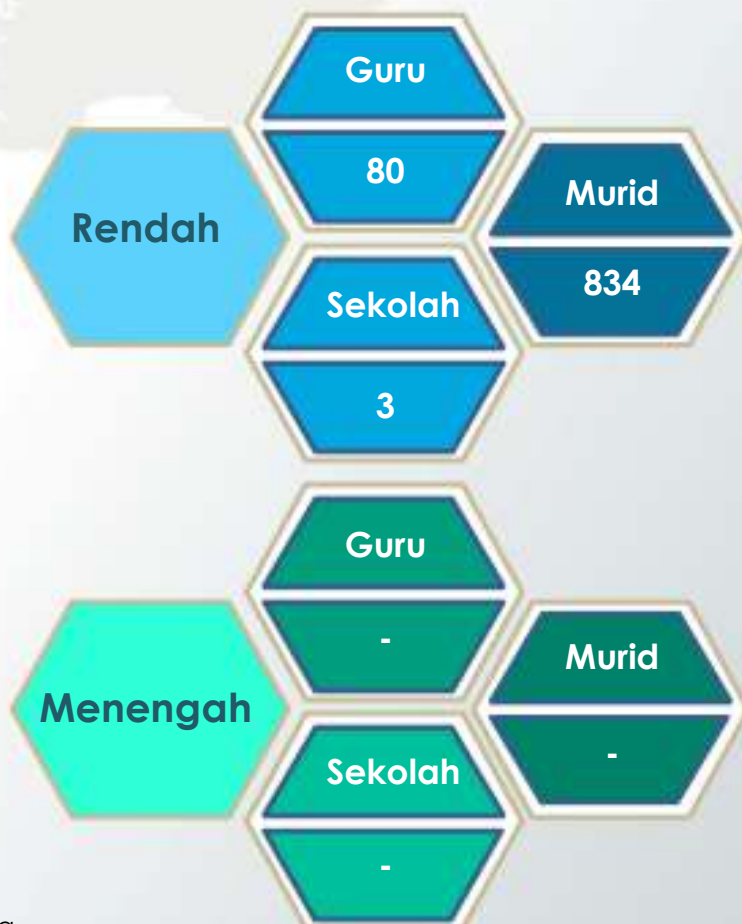 Rendah
Guru
80
Sekolah
3
Murid
834
Menengah
Guru
-
Sekolah
-
Murid
-